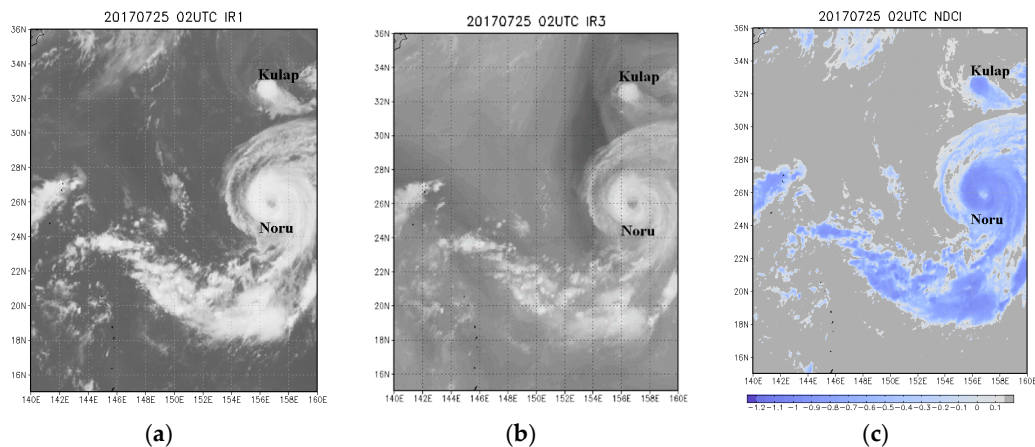 20170725 02UTC IR1
36N
34N
32N
30N
28N
26N
24N
22N
20N
18N
16N
Kulap
Noru
140E 142E 144E 146E 148E 150E 152E 154E 156E 158E 160E
(a)
20170725 02UTC IR3
36N
34N
32N
30N
28N
26N
24N
22N
20N
18N
16N
Kulap
Noru
140E 142E 144E 146E 148E 150E 152E 154E 156E 158E 160E
(b)
20170725 02UTC NDCI
36N
34N
32N
30N
28N
26N
24N
22N
20N
18N
16N
Kulap
Noru
140E 142E 144E 146E 148E 150E 152E 154E 156E 158E 160E
-1.2 -1.1 -1 -0.9 -0.8 -0.7 -0.6 -0.5 -0.4 -0.3 -0.2 -0.1 0 0.1
(c)